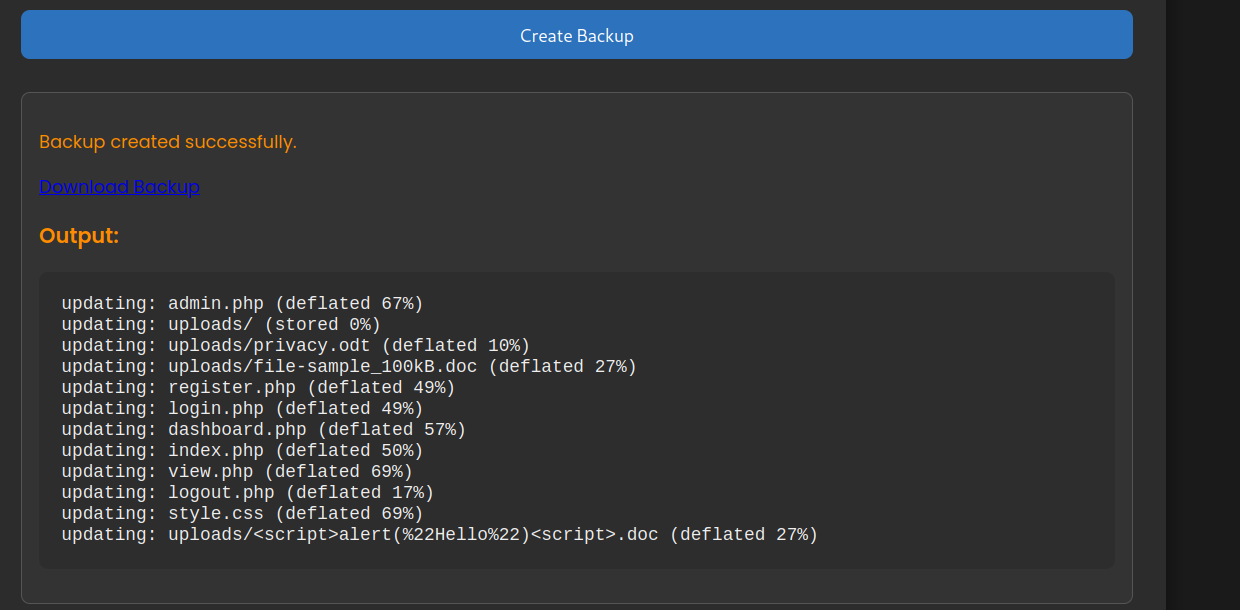 Create Backup
Backup created successfully.
Download Backup
Output:
updating: admin.php (deflated 67%)
updating: uploads/ (stored 0%)
updating: uploads/privacy.odt (deflated 10%)
updating: uploads/file-sample_100kB.doc (deflated 27%)
updating: register.php (deflated 49%)
updating: login.php (deflated 49%)
updating: dashboard.php (deflated 57%)
updating: index.php (deflated 50%)
updating: view.php (deflated 69%)
updating: logout.php (deflated 17%)
updating: style.css (deflated 69%)
updating: uploads/<script>alert(%22Hello%22)<script>.doc (deflated 27%)